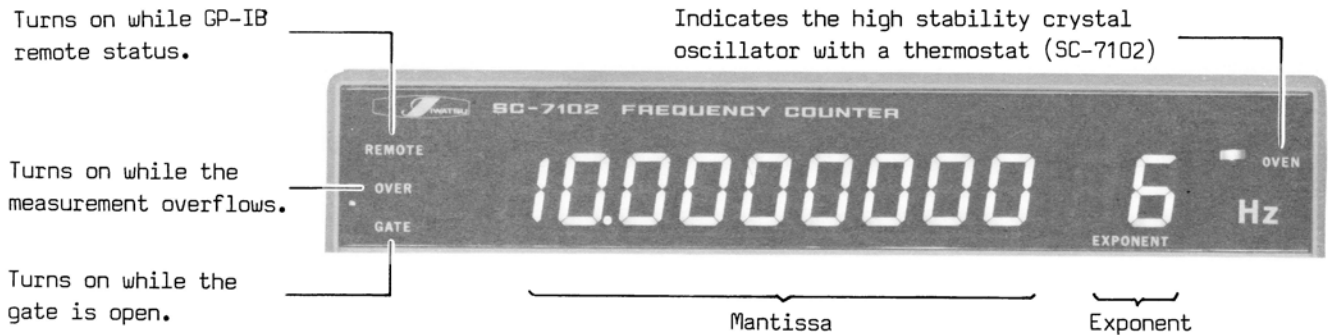 Turns on while GP-IB
remote status.
Indicates the high stability crystal
oscillator with a thermostat (SC-7102)
IWATSU SC-7102 FREQUENCY COUNTER
REMOTE
OVEN
Turns on while the
measurement overflows.
OVER
10.0000000 6 Hz
GATE
EXPONENT
Turns on while the
gate is open.
Mantissa
Exponent